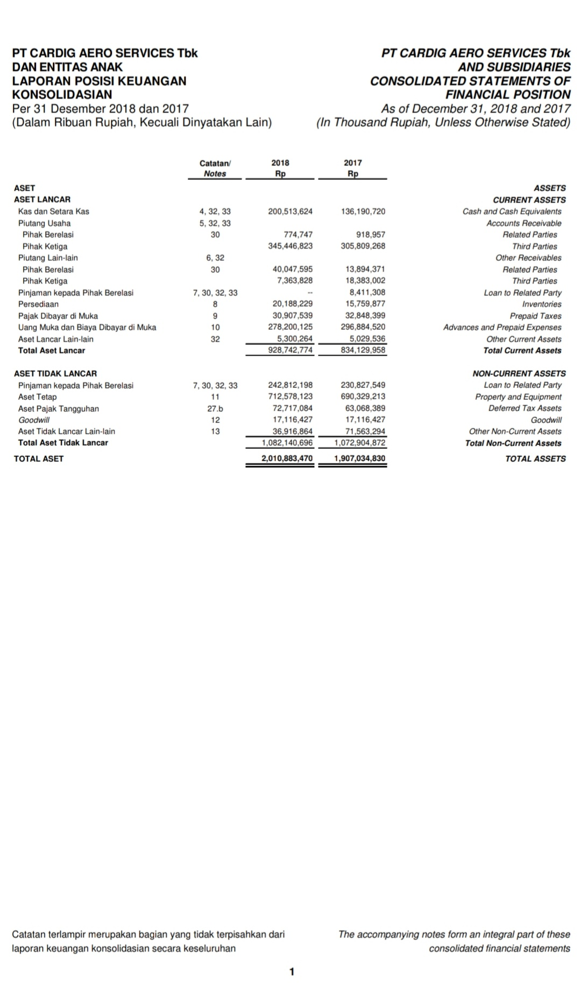 PT CARDIG AERO SERVICES Tbk
DAN ENTITAS ANAK
LAPORAN POSISI KEUANGAN
KONSOLIDASIAN
Per 31 Desember 2018 dan 2017
(Dalam Ribuan Rupiah, Kecuali Dinyatakan Lain)
PT CARDIG AERO SERVICES Tbk
AND SUBSIDIARIES
CONSOLIDATED STATEMENTS OF
FINANCIAL POSITION
As of December 31, 2018 and 2017
(In Thousand Rupiah, Unless Otherwise Stated)
Catatan/ 2018 2017
Notes Rp Rp
ASET ASSETS
ASET LANCAR CURRENT ASSETS
Kas dan Setara Kas 4, 32, 33 200,513,624 136,190,720 Cash and Cash Equivalents
Piutang Usaha 5, 32, 33 Accounts Receivable
Pihak Berelasi 30 774,747 918,957 Related Parties
Pihak Ketiga 345,446,823 305,809,268 Third Parties
Piutang Lain-lain 6, 32 Other Receivables
Pihak Berelasi 30 40,047,595 13,894,371 Related Parties
Pihak Ketiga 7,363,828 18,383,002 Third Parties
Pinjaman kepada Pihak Berelasi 7, 30, 32, 33 -- 8,411,308 Loan to Related Party
Persediaan 8 20,188,229 15,759,877 Inventories
Pajak Dibayar di Muka 9 30,907,539 32,848,399 Prepaid Taxes
Uang Muka dan Biaya Dibayar di Muka 10 278,200,125 296,884,520 Advances and Prepaid Expenses
Aset Lancar Lain-lain 32 5,300,264 5,029,536 Other Current Assets
Total Aset Lancar 928,742,774 834,129,958 Total Current Assets
ASET TIDAK LANCAR NON-CURRENT ASSETS
Pinjaman kepada Pihak Berelasi 7, 30, 32, 33 242,812,198 230,827,549 Loan to Related Party
Aset Tetap 11 712,578,123 690,329,213 Property and Equipment
Aset Pajak Tangguhan 27.b 72,717,084 63,068,389 Deferred Tax Assets
Goodwill 12 17,116,427 17,116,427 Goodwill
Aset Tidak Lancar Lain-lain 13 36,916,864 71,563,294 Other Non-Current Assets
Total Aset Tidak Lancar 1,082,140,696 1,072,904,872 Total Non-Current Assets
TOTAL ASET 2,010,883,470 1,907,034,830 TOTAL ASSETS
Catatan terlampir merupakan bagian yang tidak terpisahkan dari
laporan keuangan konsolidasian secara keseluruhan
The accompanying notes form an integral part of these
consolidated financial statements
1